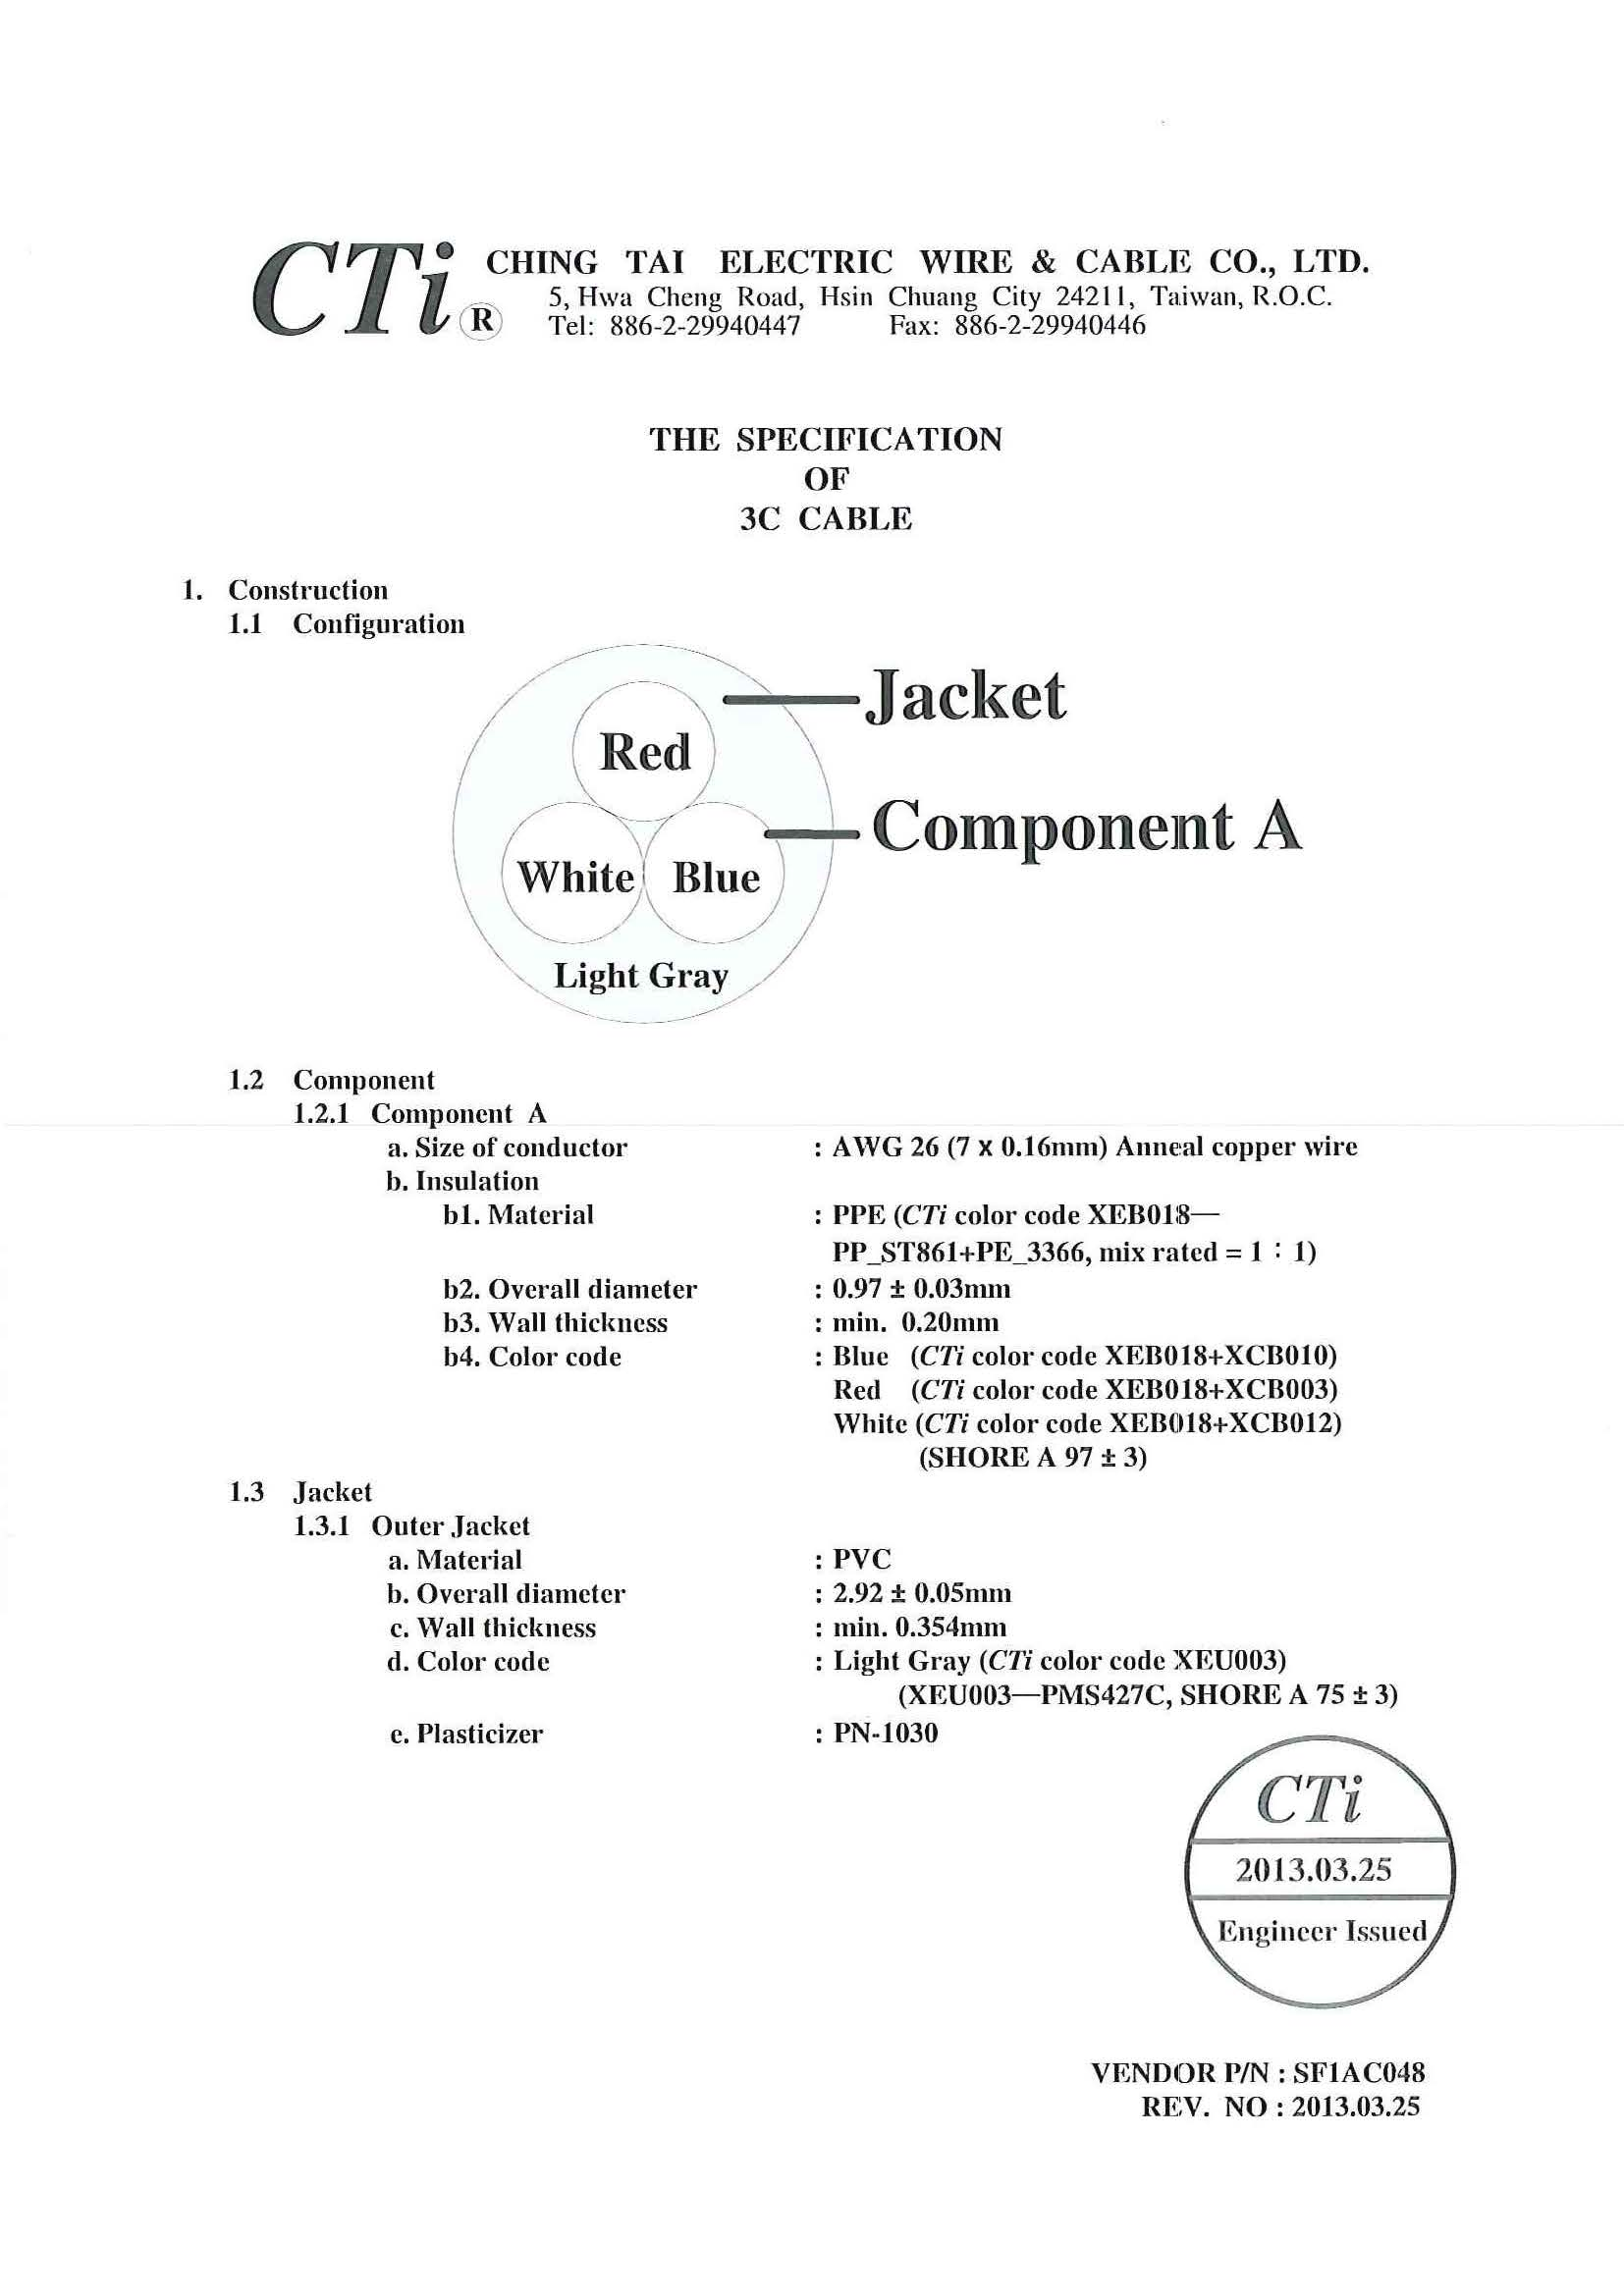 CTi® CHING TAI ELECTRIC WIRE & CABLE CO., LTD.
5, Hwa Cheng Road, Hsin Chuang City 24211, Taiwan, R.O.C.
Tel: 886-2-29940447 Fax: 886-2-29940446
THE SPECIFICATION
OF
3C CABLE
1. Construction
1.1 Configuration
Jacket
Red
Component A
White Blue
Light Gray
1.2 Component
1.2.1 Component A
a. Size of conductor : AWG 26 (7 x 0.16mm) Anneal copper wire
b. Insulation
b1. Material : PPE (CTi color code XEB018—
PP_ST861+PE_3366, mix rated = 1 : 1)
b2. Overall diameter : 0.97 ± 0.03mm
b3. Wall thickness : min. 0.20mm
b4. Color code : Blue (CTi color code XEB018+XCB010)
Red (CTi color code XEB018+XCB003)
White (CTi color code XEB018+XCB012)
(SHORE A 97 ± 3)
1.3 Jacket
1.3.1 Outer Jacket
a. Material : PVC
b. Overall diameter : 2.92 ± 0.05mm
c. Wall thickness : min. 0.354mm
d. Color code : Light Gray (CTi color code XEU003)
(XEU003—PMS427C, SHORE A 75 ± 3)
e. Plasticizer : PN-1030
CTi
2013.03.25
Engineer Issued
VENDOR P/N : SF1AC048
REV. NO : 2013.03.25